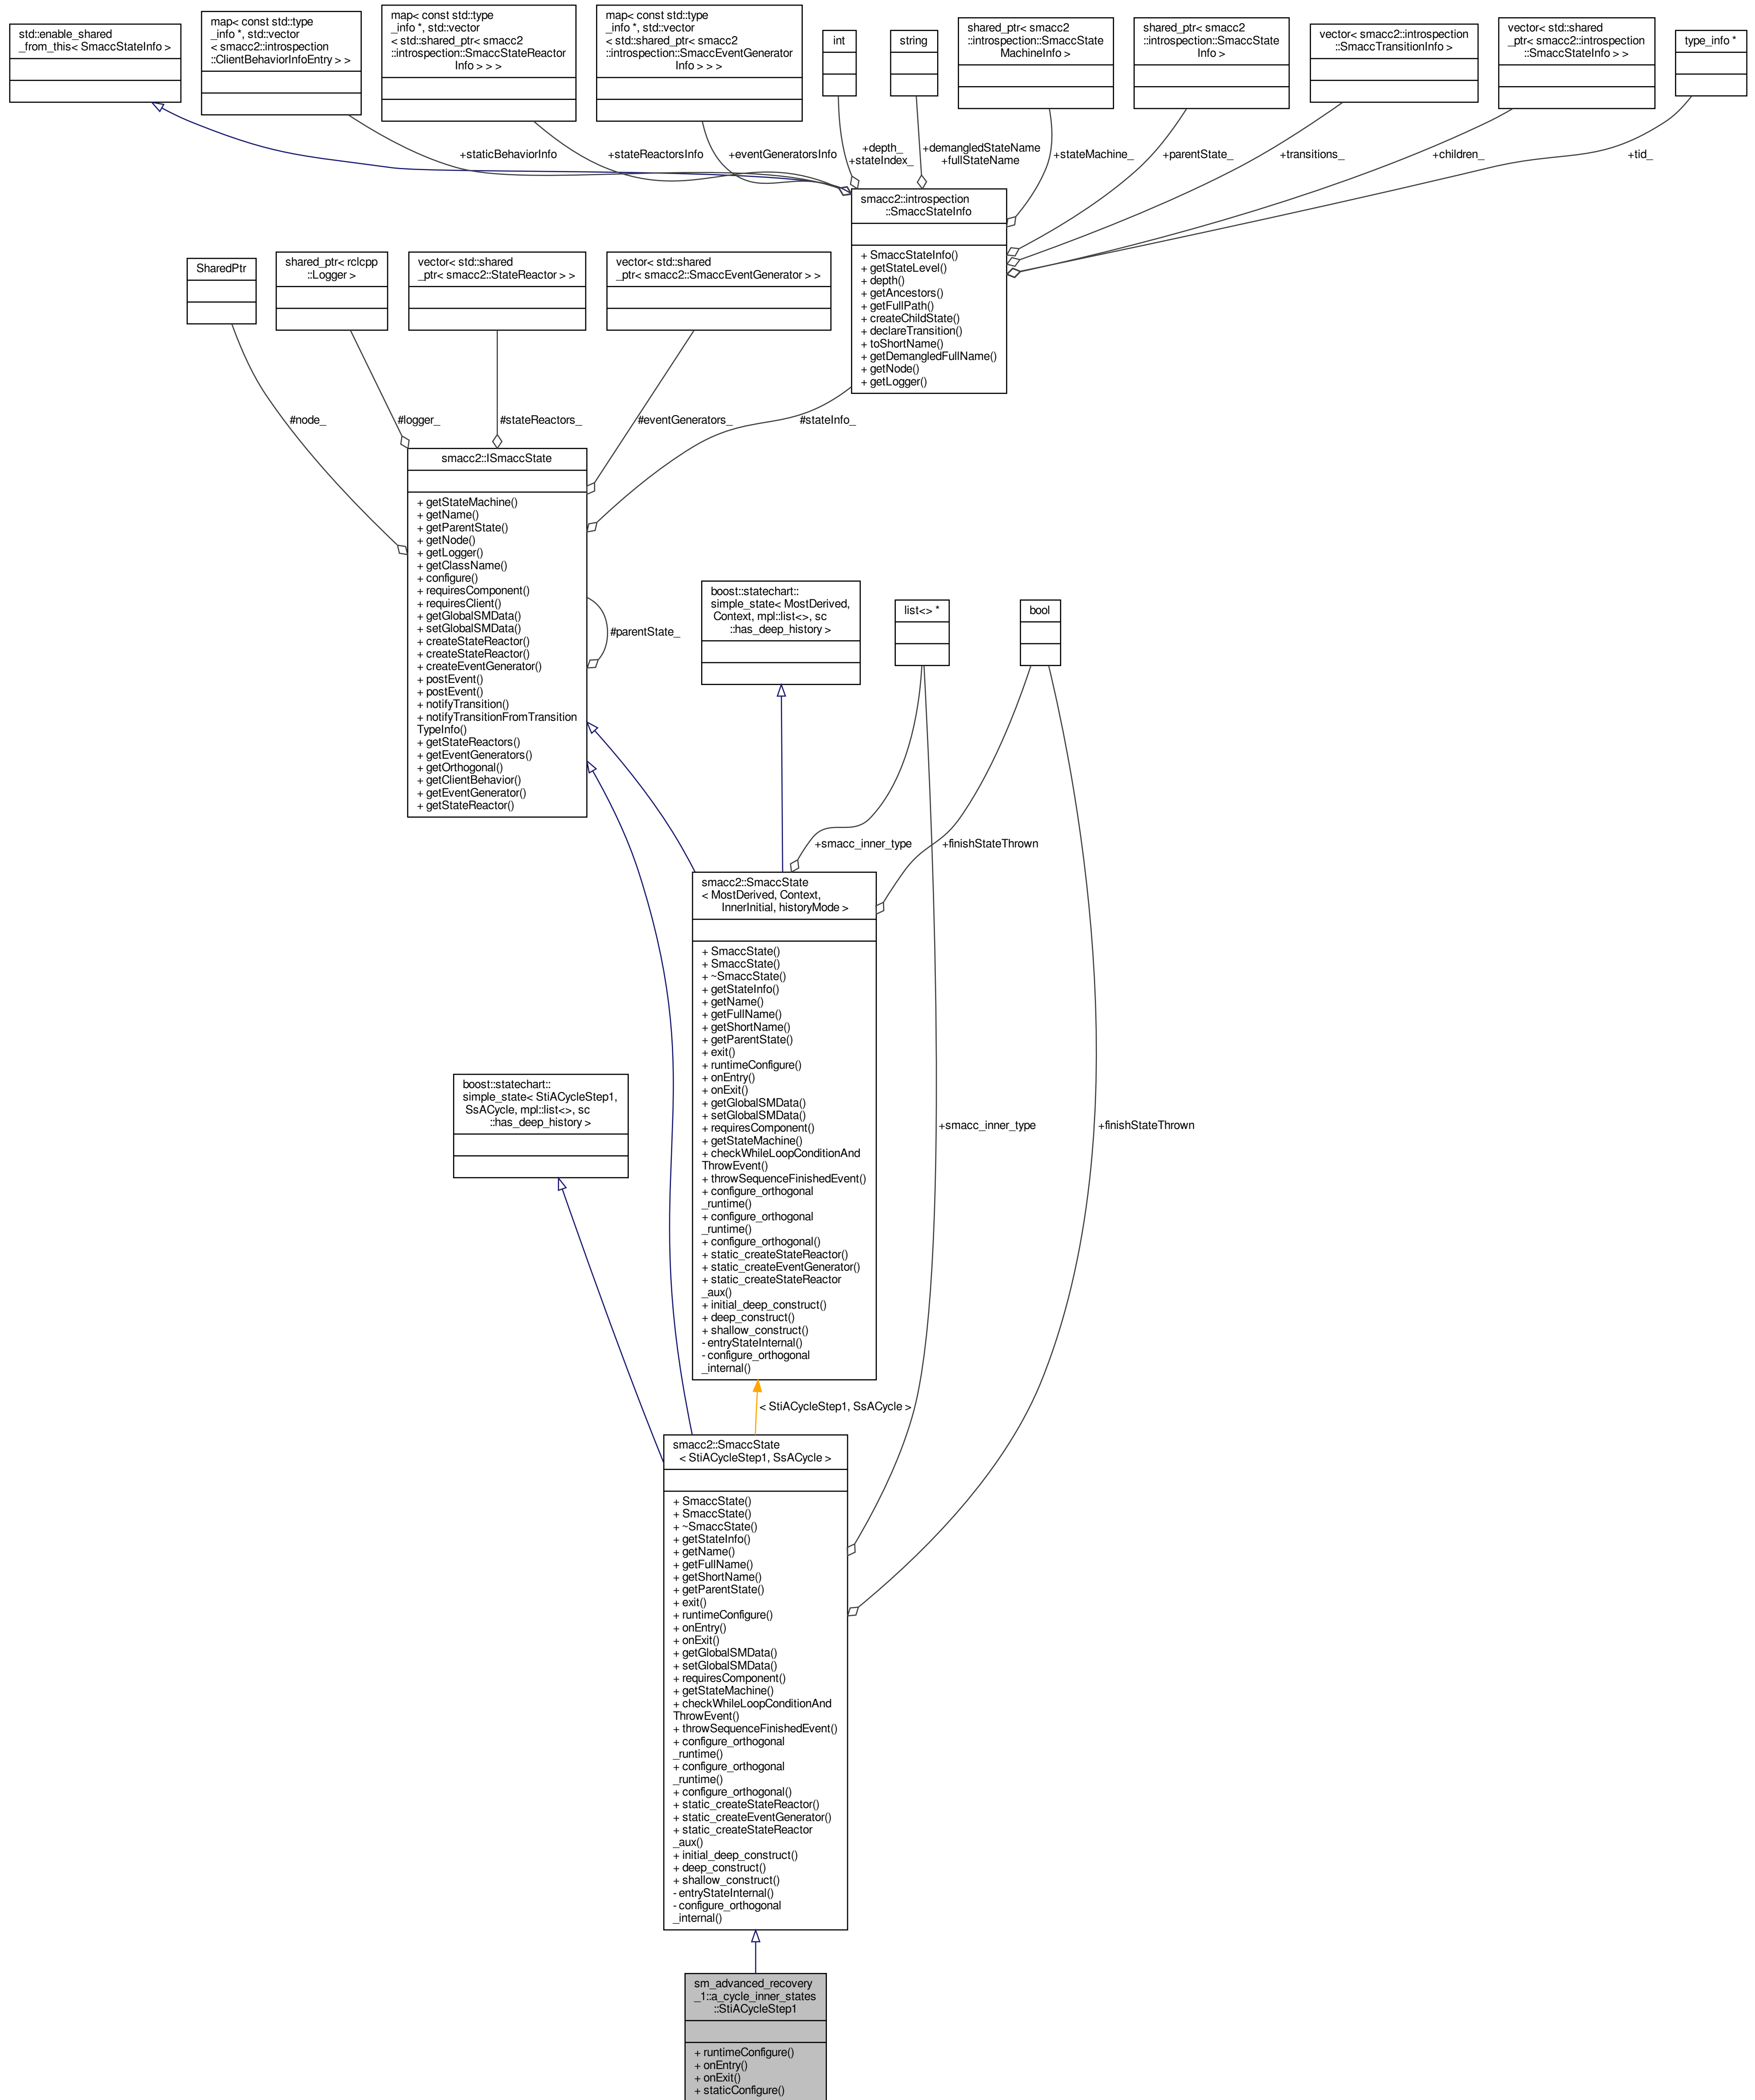 std::enable_shared
_from_this< SmaccStateInfo >
map< const std::type
_info *, std::vector
< smacc2::introspection
::ClientBehaviorInfoEntry > >
map< const std::type
_info *, std::vector
< std::shared_ptr< smacc2
::introspection::SmaccStateReactor
Info > > >
map< const std::type
_info *, std::vector
< std::shared_ptr< smacc2
::introspection::SmaccEventGenerator
Info > > >
int
string
shared_ptr< smacc2
::introspection::SmaccState
MachineInfo >
shared_ptr< smacc2
::introspection::SmaccState
Info >
vector< smacc2::introspection
::SmaccTransitionInfo >
vector< std::shared
_ptr< smacc2::introspection
::SmaccStateInfo > >
type_info *
+staticBehaviorInfo
+stateReactorsInfo
+eventGeneratorsInfo
+depth_
+stateIndex_
+demangledStateName
+fullStateName
+stateMachine_
+parentState_
+transitions_
+children_
+tid_
smacc2::introspection
::SmaccStateInfo
+ SmaccStateInfo()
+ getStateLevel()
+ depth()
+ getAncestors()
+ getFullPath()
+ createChildState()
+ declareTransition()
+ toShortName()
+ getDemangledFullName()
+ getNode()
+ getLogger()
SharedPtr
shared_ptr< rclcpp
::Logger >
vector< std::shared
_ptr< smacc2::StateReactor > >
vector< std::shared
_ptr< smacc2::SmaccEventGenerator > >
#node_
#logger_
#stateReactors_
#eventGenerators_
#stateInfo_
smacc2::ISmaccState
+ getStateMachine()
+ getName()
+ getParentState()
+ getNode()
+ getLogger()
+ getClassName()
+ configure()
+ requiresComponent()
+ requiresClient()
+ getGlobalSMData()
+ setGlobalSMData()
+ createStateReactor()
+ createStateReactor()
+ createEventGenerator()
+ postEvent()
+ postEvent()
+ notifyTransition()
+ notifyTransitionFromTransition
TypeInfo()
+ getStateReactors()
+ getEventGenerators()
+ getOrthogonal()
+ getClientBehavior()
+ getEventGenerator()
+ getStateReactor()
#parentState_
boost::statechart::
simple_state< MostDerived,
Context, mpl::list<>, sc
::has_deep_history >
list<> *
bool
+smacc_inner_type
+finishStateThrown
smacc2::SmaccState
< MostDerived, Context,
InnerInitial, historyMode >
+ SmaccState()
+ SmaccState()
+ ~SmaccState()
+ getStateInfo()
+ getName()
+ getFullName()
+ getShortName()
+ getParentState()
+ exit()
+ runtimeConfigure()
+ onEntry()
+ onExit()
+ getGlobalSMData()
+ setGlobalSMData()
+ requiresComponent()
+ getStateMachine()
+ checkWhileLoopConditionAnd
ThrowEvent()
+ throwSequenceFinishedEvent()
+ configure_orthogonal
_runtime()
+ configure_orthogonal
_runtime()
+ configure_orthogonal()
+ static_createStateReactor()
+ static_createEventGenerator()
+ static_createStateReactor
_aux()
+ initial_deep_construct()
+ deep_construct()
+ shallow_construct()
- entryStateInternal()
- configure_orthogonal
_internal()
boost::statechart::
simple_state< StiACycleStep1,
SsACycle, mpl::list<>, sc
::has_deep_history >
+smacc_inner_type
+finishStateThrown
< StiACycleStep1, SsACycle >
smacc2::SmaccState
< StiACycleStep1, SsACycle >
+ SmaccState()
+ SmaccState()
+ ~SmaccState()
+ getStateInfo()
+ getName()
+ getFullName()
+ getShortName()
+ getParentState()
+ exit()
+ runtimeConfigure()
+ onEntry()
+ onExit()
+ getGlobalSMData()
+ setGlobalSMData()
+ requiresComponent()
+ getStateMachine()
+ checkWhileLoopConditionAnd
ThrowEvent()
+ throwSequenceFinishedEvent()
+ configure_orthogonal
_runtime()
+ configure_orthogonal
_runtime()
+ configure_orthogonal()
+ static_createStateReactor()
+ static_createEventGenerator()
+ static_createStateReactor
_aux()
+ initial_deep_construct()
+ deep_construct()
+ shallow_construct()
- entryStateInternal()
- configure_orthogonal
_internal()
sm_advanced_recovery
_1::a_cycle_inner_states
::StiACycleStep1
+ runtimeConfigure()
+ onEntry()
+ onExit()
+ staticConfigure()